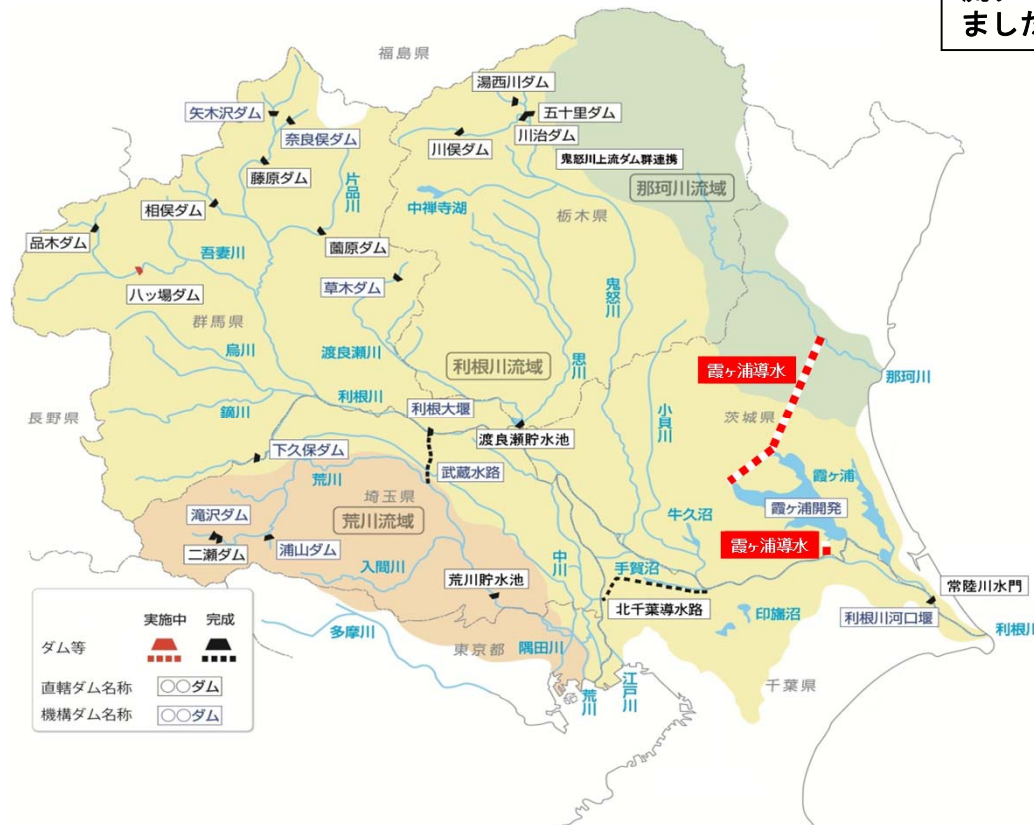 ました
福島県
湯西川ダム
矢木沢ダム
五十里ダム
奈良俣ダム
川俣ダム
川治ダム
鬼怒川上流ダム群連携
藤原ダム
片品川
那珂川流域
中禅寺湖
栃木県
相俣ダム
品木ダム
吾妻川
薗原ダム
草木ダム
鬼怒川
八ッ場ダム
群馬県
烏川
渡良瀬川
利根川流域
思川
霞ヶ浦導水
那珂川
利根川
小貝川
茨城県
長野県
鏑川
利根大堰
渡良瀬貯水池
下久保ダム
荒川
武蔵水路
霞ヶ浦
埼玉県
霞ヶ浦開発
滝沢ダム
荒川流域
牛久沼
二瀬ダム
浦山ダム
霞ヶ浦導水
入間川
中川
手賀沼
荒川貯水池
常陸川水門
北千葉導水路
印旛沼
利根川河口堰
利根川
多摩川
東京都
隅田川
千葉県
荒川
江戸川
実施中 完成
ダム等
直轄ダム名称 〇〇ダム
機構ダム名称 〇〇ダム